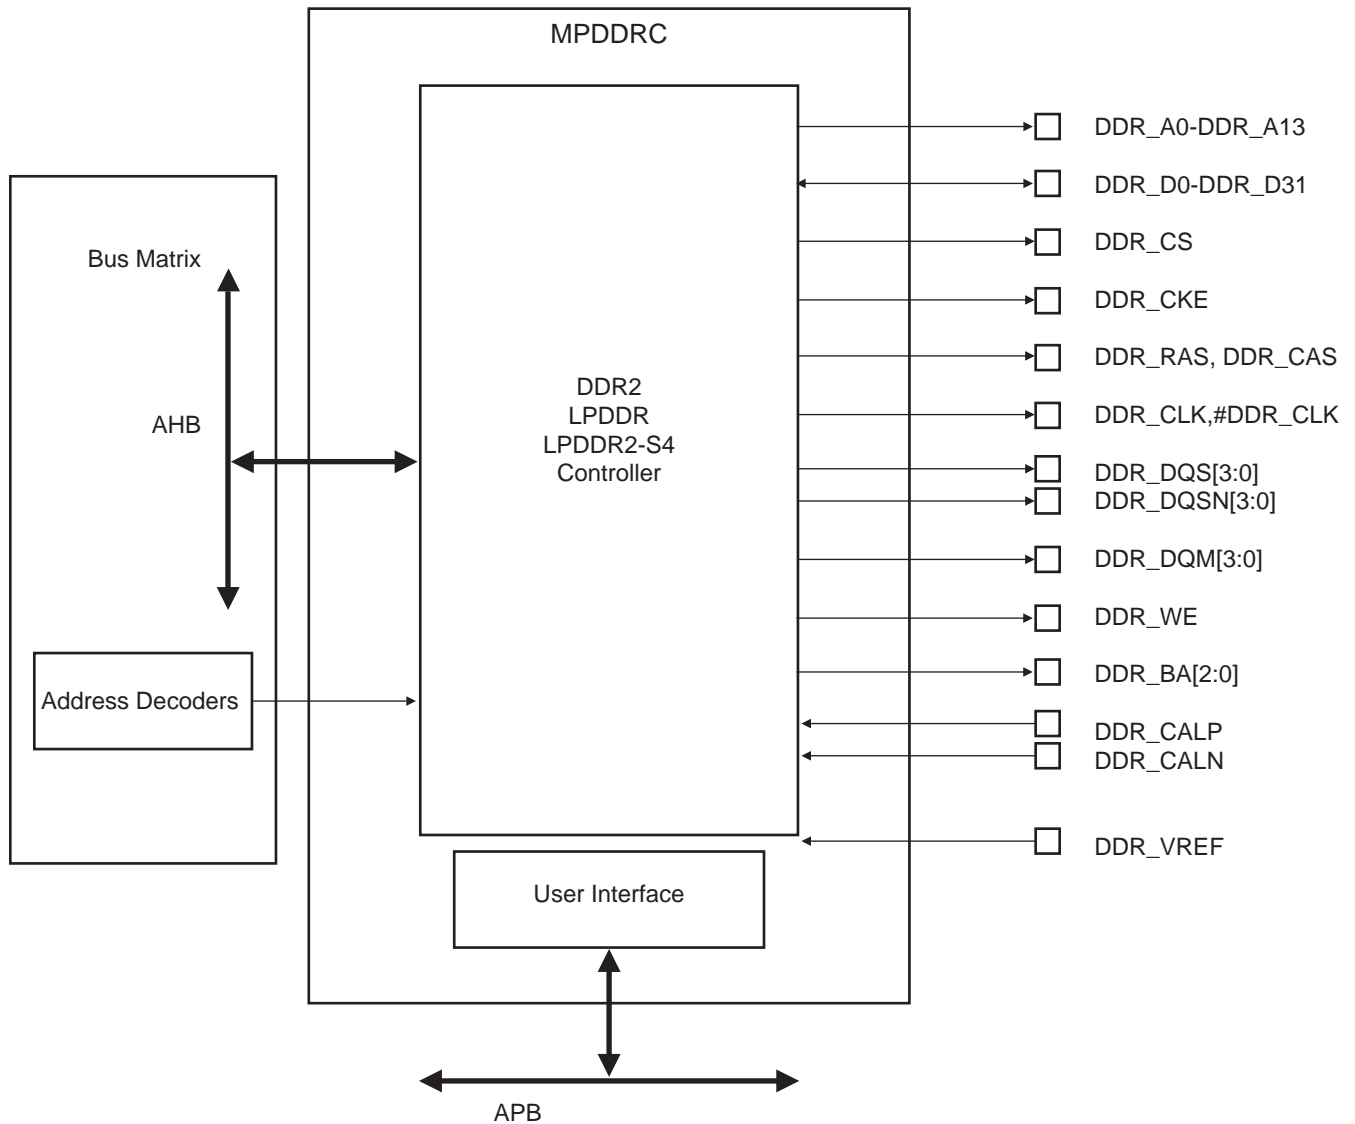 MPDDRC
Bus Matrix
AHB
Address Decoders
DDR2
LPDDR
LPDDR2-S4
Controller
User Interface
APB
DDR_A0-DDR_A13
DDR_D0-DDR_D31
DDR_CS
DDR_CKE
DDR_RAS, DDR_CAS
DDR_CLK,#DDR_CLK
DDR_DQS[3:0]
DDR_DQSN[3:0]
DDR_DQM[3:0]
DDR_WE
DDR_BA[2:0]
DDR_CALP
DDR_CALN
DDR_VREF